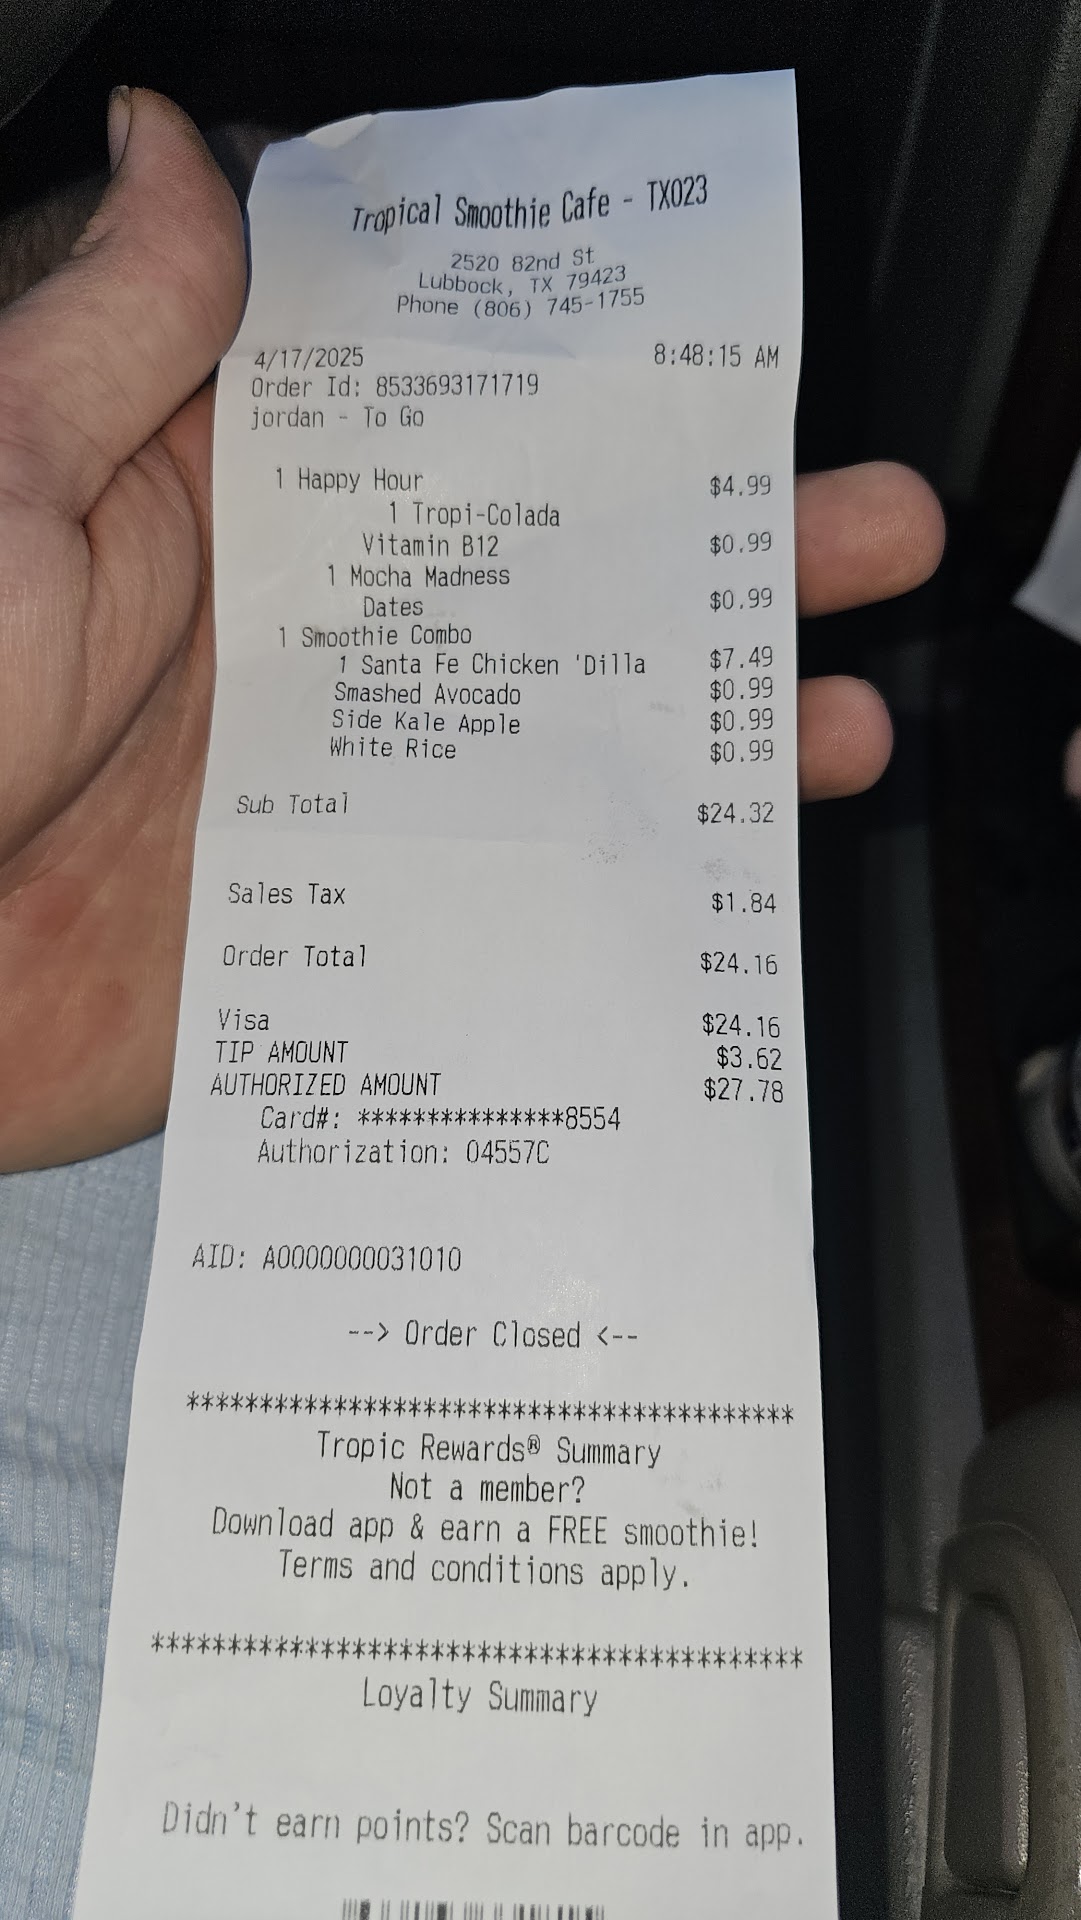 Tropical Smoothie Cafe - TX023
2520 82nd St
Lubbock, TX 79423
Phone (806) 745-1755
4/17/2025 8:48:15 AM
Order Id: 8533693171719
jordan - To Go
1 Happy Hour $4.99
1 Tropi-Colada
Vitamin B12 $0.99
1 Mocha Madness
Dates $0.99
1 Smoothie Combo
1 Santa Fe Chicken 'Dilla $7.49
Smashed Avocado $0.99
Side Kale Apple $0.99
White Rice $0.99
Sub Total $24.32
Sales Tax $1.84
Order Total $24.16
Visa $24.16
TIP AMOUNT $3.62
AUTHORIZED AMOUNT $27.78
Card#: ***************8554
Authorization: 04557C
AID: A0000000031010
--> Order Closed <--
*****************************************
Tropic Rewards® Summary
Not a member?
Download app & earn a FREE smoothie!
Terms and conditions apply.
*****************************************
Loyalty Summary
Didn't earn points? Scan barcode in app.